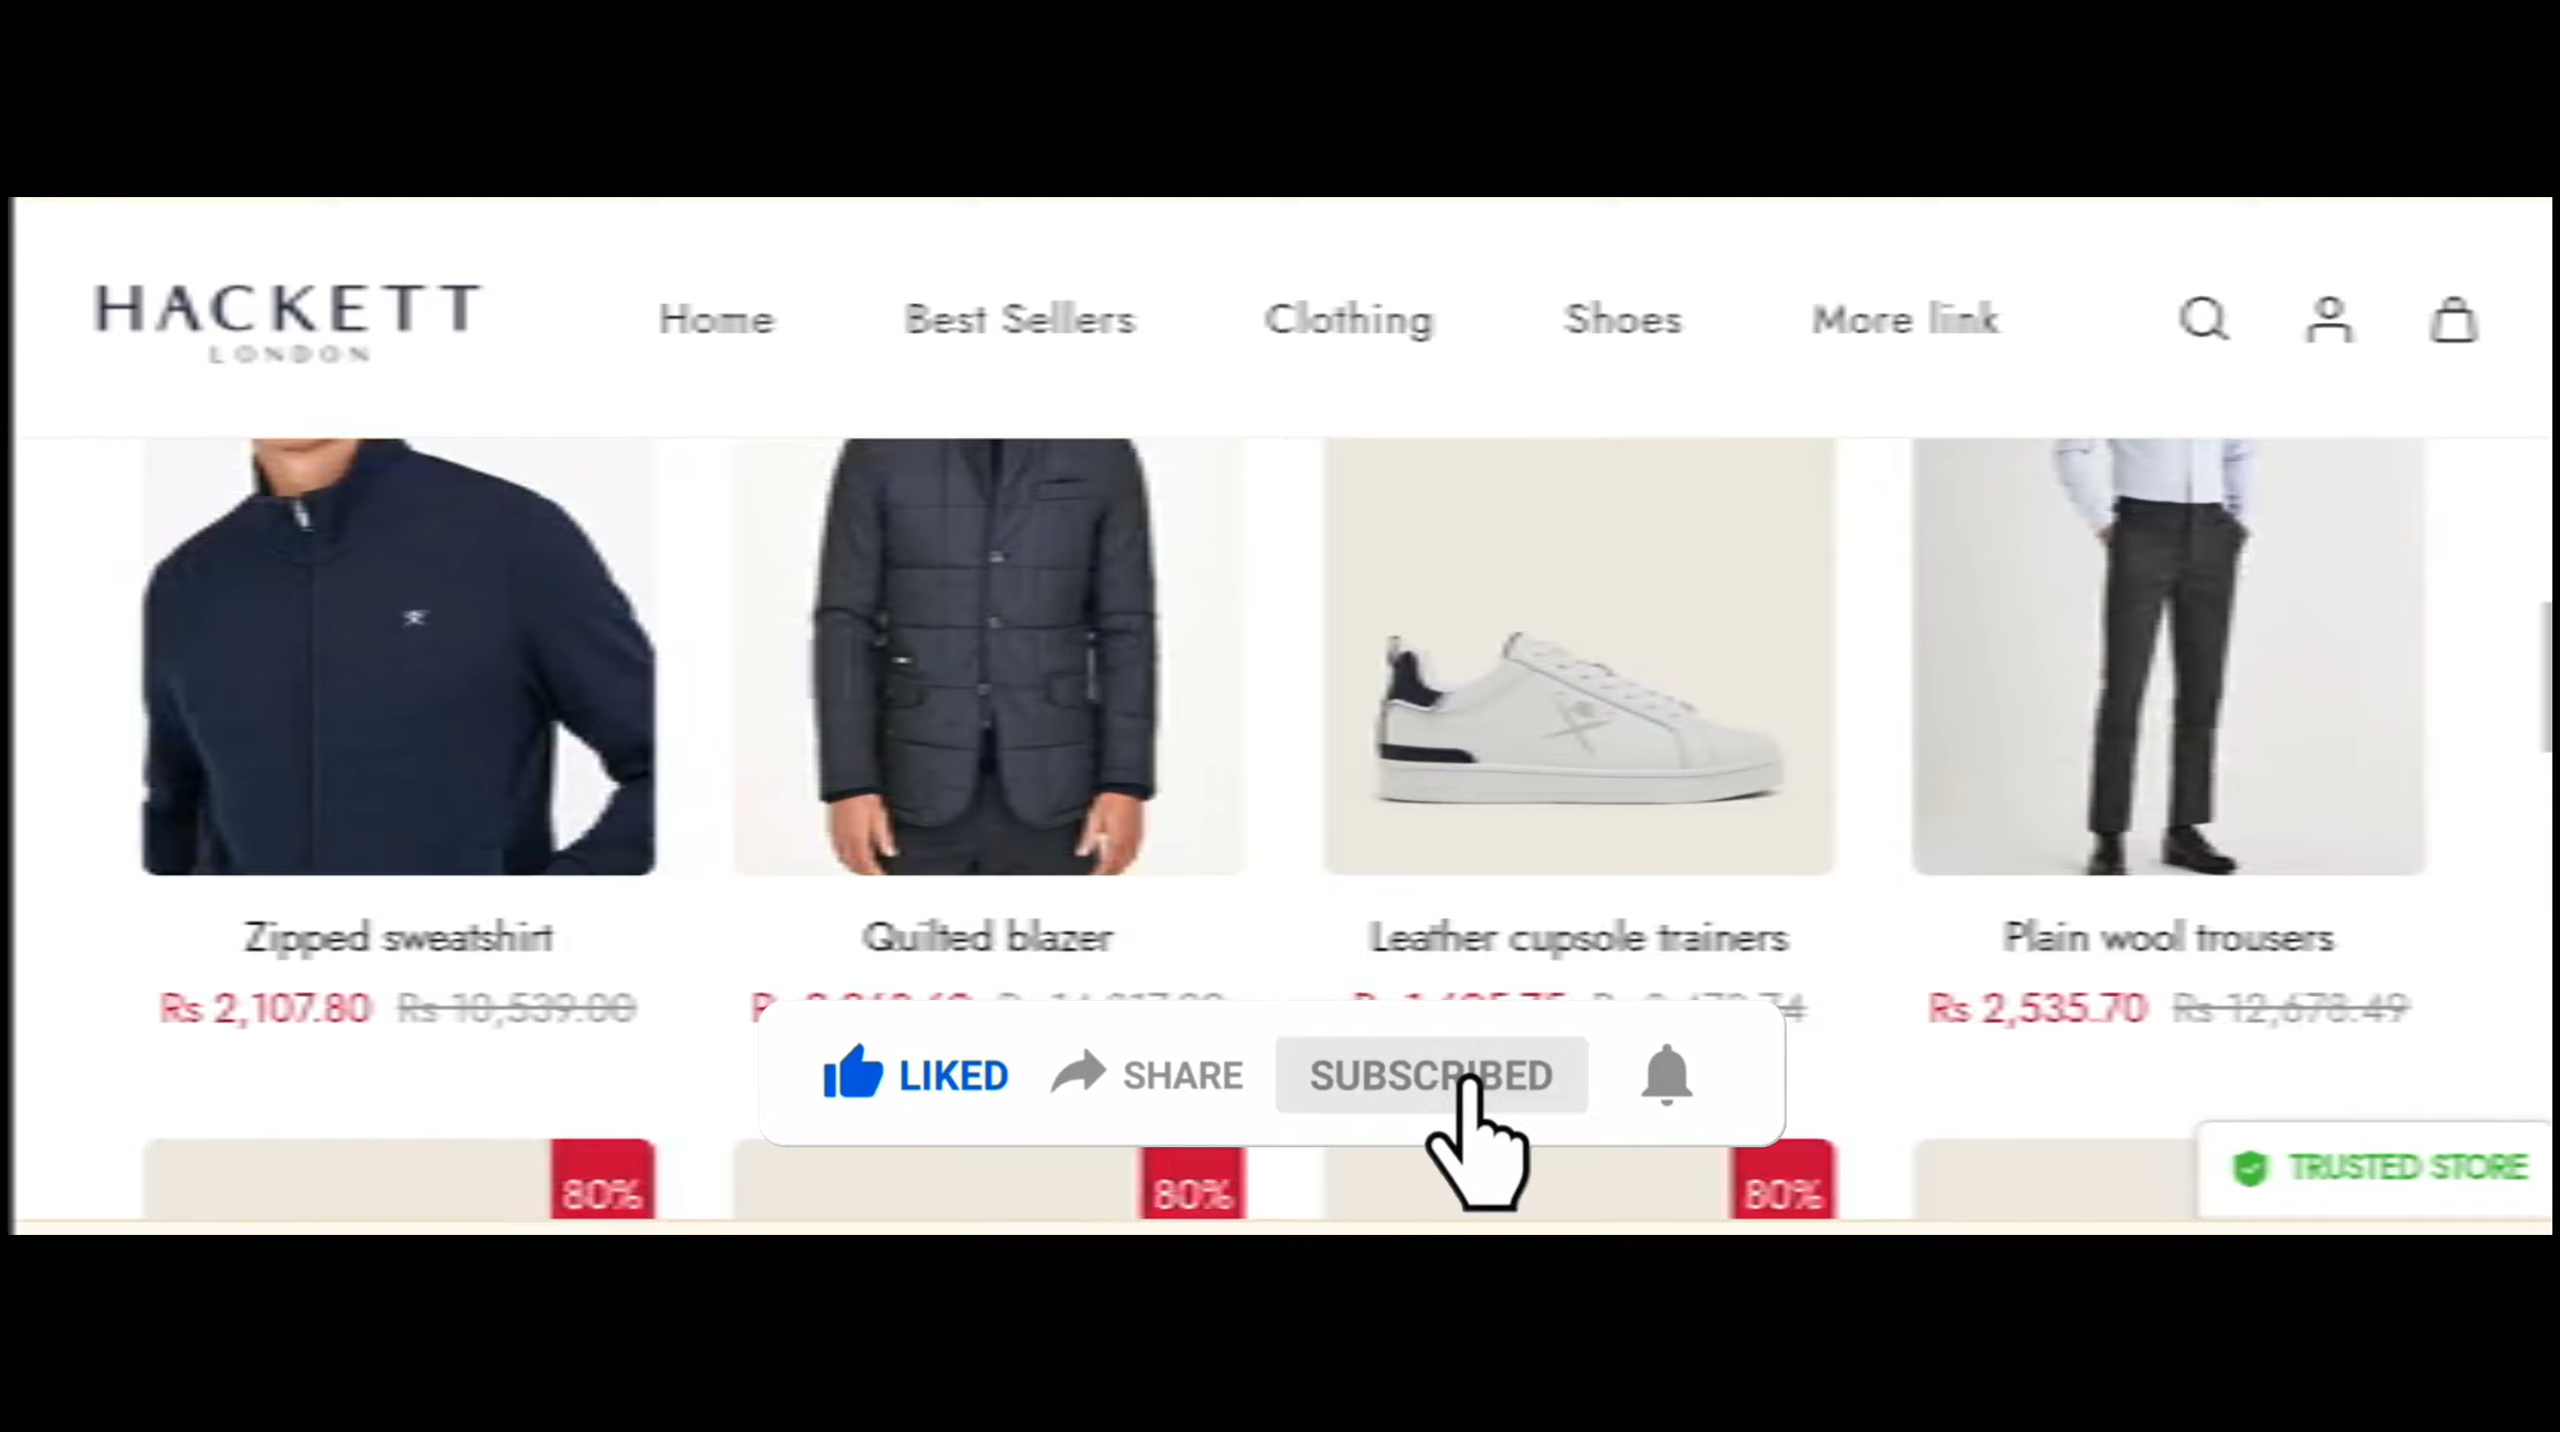 HACKETT
LONDON
Home Best Sellers Clothing Shoes More link
Zipped sweatshirt Quilted blazer Leather cupsole trainers Plain wool trousers
Rs 2,107.80 Rs 10,539.00 Rs 2,535.70 Rs 12,678.49
LIKED SHARE SUBSCRIBED
80% 80% 80% TRUSTED STORE